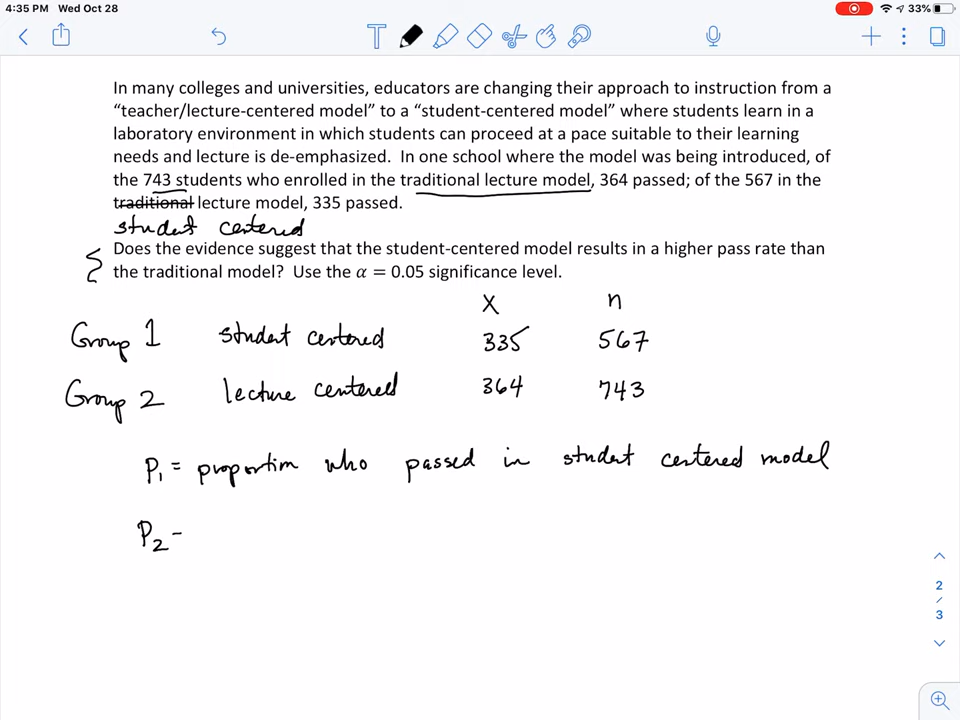 4:35 PM Wed Oct 28
33%
In many colleges and universities, educators are changing their approach to instruction from a
“teacher/lecture-centered model” to a “student-centered model” where students learn in a
laboratory environment in which students can proceed at a pace suitable to their learning
needs and lecture is de-emphasized. In one school where the model was being introduced, of
the 743 students who enrolled in the traditional lecture model, 364 passed; of the 567 in the
traditional lecture model, 335 passed.
student centered
Does the evidence suggest that the student-centered model results in a higher pass rate than
the traditional model? Use the α = 0.05 significance level.
X n
Group 1 student centered 335 567
Group 2 lecture centered 364 743
P₁ = proportion who passed in student centered model
P₂ -
2
/
3